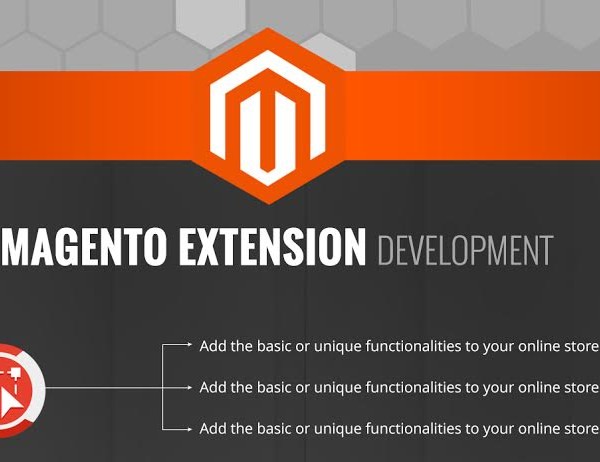 MAGENTO EXTENSION DEVELOPMENT
Add the basic or unique functionalities to your online store
Add the basic or unique functionalities to your online store
Add the basic or unique functionalities to your online store